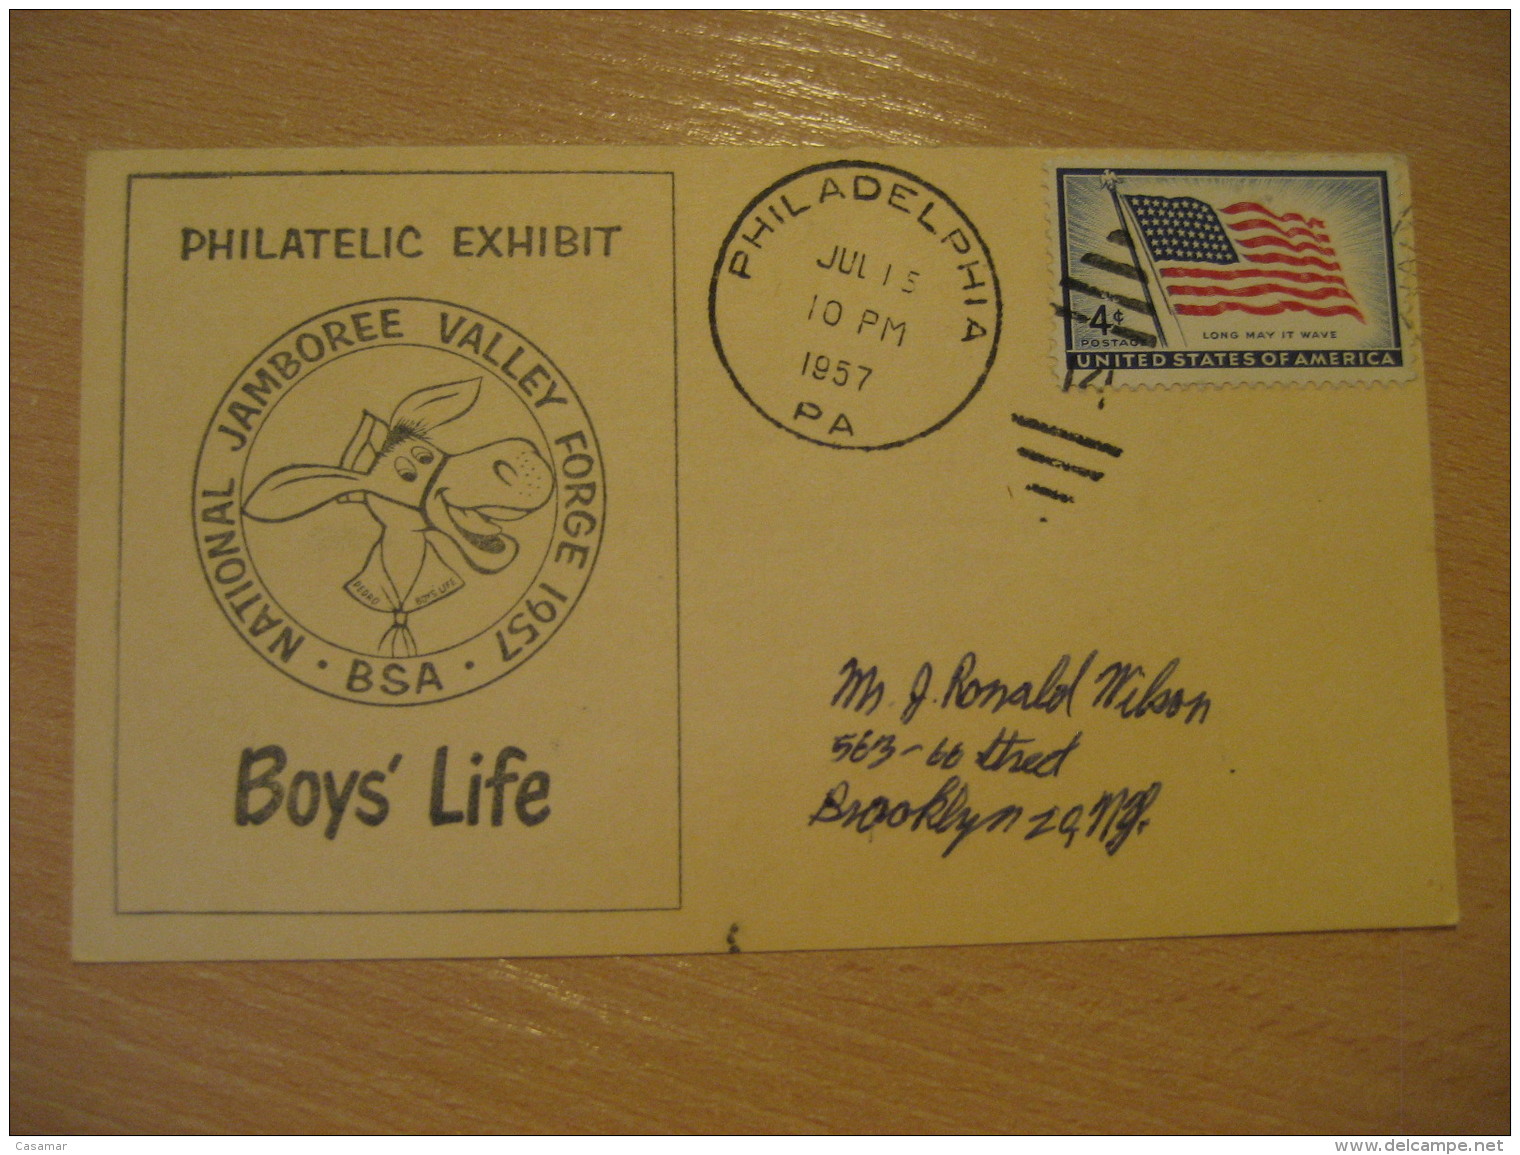 PHILATELIC EXHIBIT
NATIONAL JAMBOREE VALLEY FORGE 1957 · BSA ·
PEDRO BOYS' LIFE
Boys' Life
PHILADELPHIA
JUL 15
10 PM
1957
PA
4¢
POSTAGE
LONG MAY IT WAVE
UNITED STATES OF AMERICA
Mr. J. Ronald Wilson
563-66 Street
Brooklyn 20, N.Y.
Casamar
www.delcampe.net